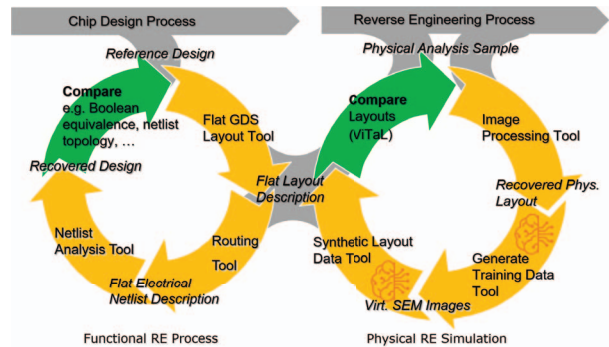 Chip Design Process
Reverse Engineering Process
Reference Design
Physical Analysis Sample
Compare
e.g. Boolean
equivalence, netlist
topology, ...
Flat GDS
Layout Tool
Compare
Layouts
(ViTaL)
Image
Processing Tool
Recovered Design
Flat Layout
Description
Recovered Phys.
Layout
Netlist
Analysis Tool
Routing
Tool
Synthetic Layout
Data Tool
Generate
Training Data
Tool
Flat Electrical
Netlist Description
Virt. SEM Images
Functional RE Process
Physical RE Simulation